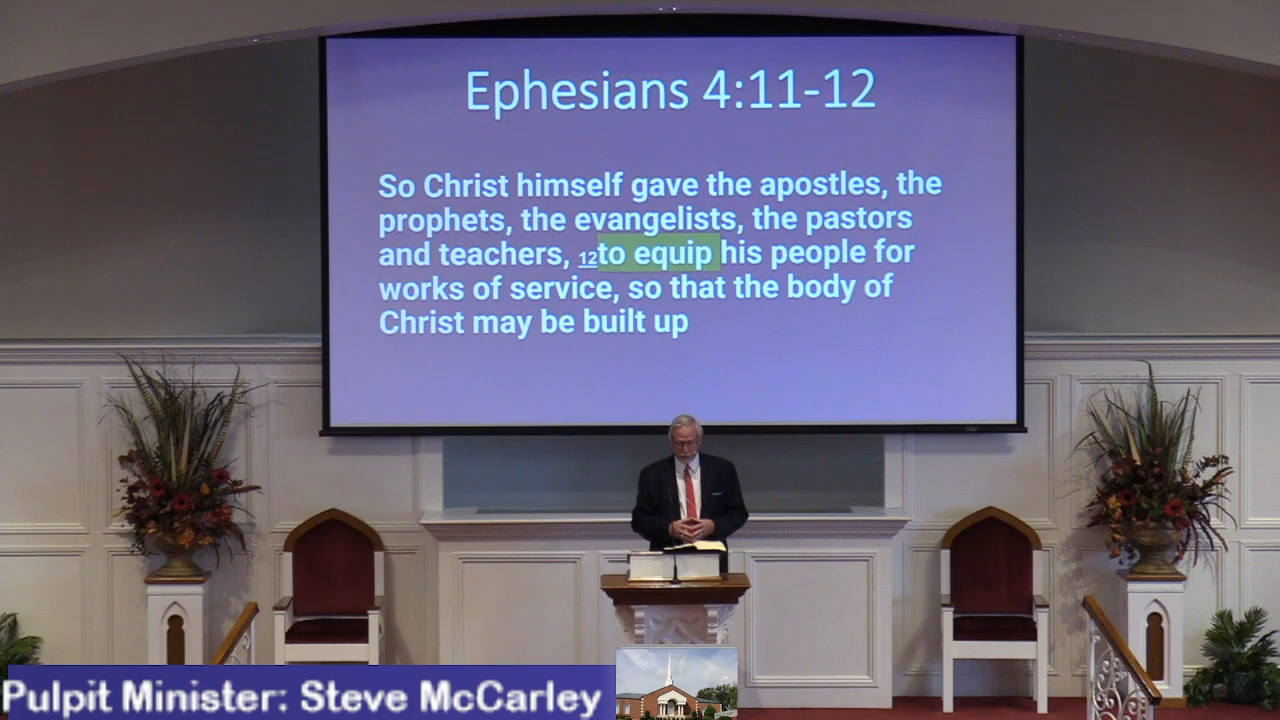 Ephesians 4:11-12
So Christ himself gave the apostles, the
prophets, the evangelists, the pastors
and teachers, 12to equip his people for
works of service, so that the body of
Christ may be built up
Pulpit Minister: Steve McCarley